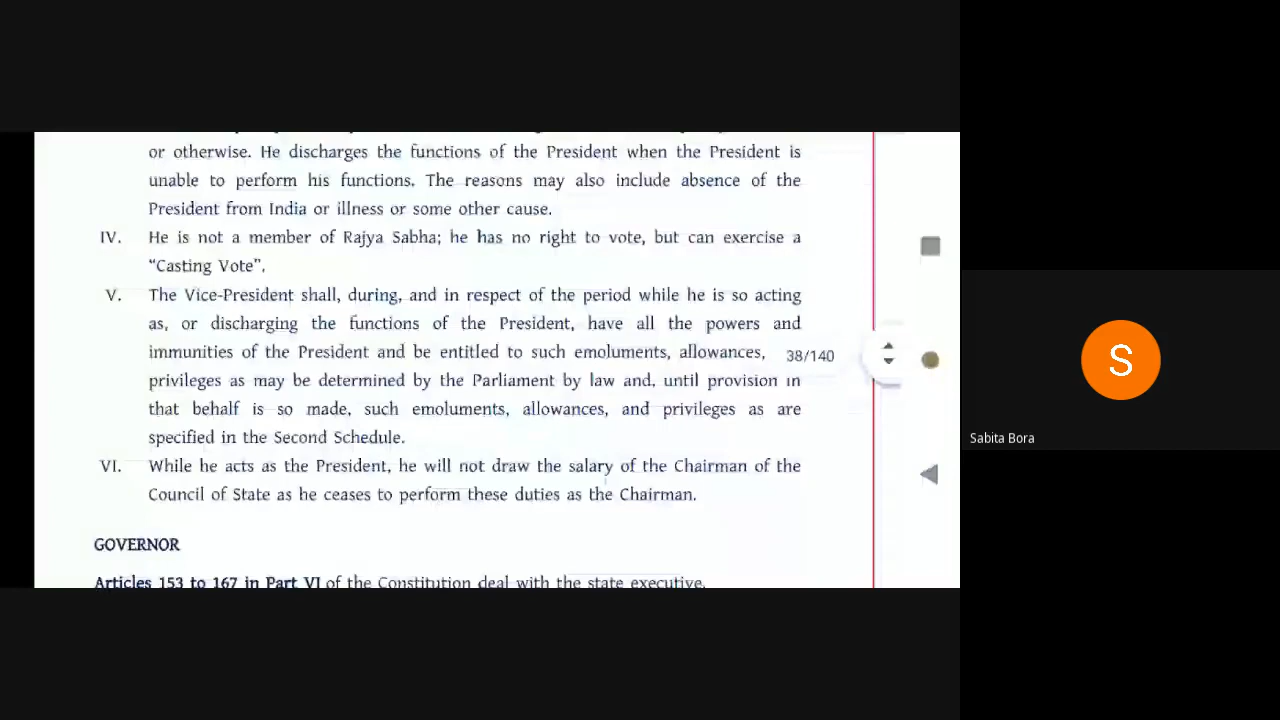 or otherwise. He discharges the functions of the President when the President is
unable to perform his functions. The reasons may also include absence of the
President from India or illness or some other cause.
IV. He is not a member of Rajya Sabha; he has no right to vote, but can exercise a
"Casting Vote".
V. The Vice-President shall, during, and in respect of the period while he is so acting
as, or discharging the functions of the President, have all the powers and
immunities of the President and be entitled to such emoluments, allowances,
38/140
privileges as may be determined by the Parliament by law and, until provision in
that behalf is so made, such emoluments, allowances, and privileges as are
specified in the Second Schedule.
VI. While he acts as the President, he will not draw the salary of the Chairman of the
Council of State as he ceases to perform these duties as the Chairman.
GOVERNOR
Articles 153 to 167 in Part VI of the Constitution deal with the state executive.
S
Sabita Bora